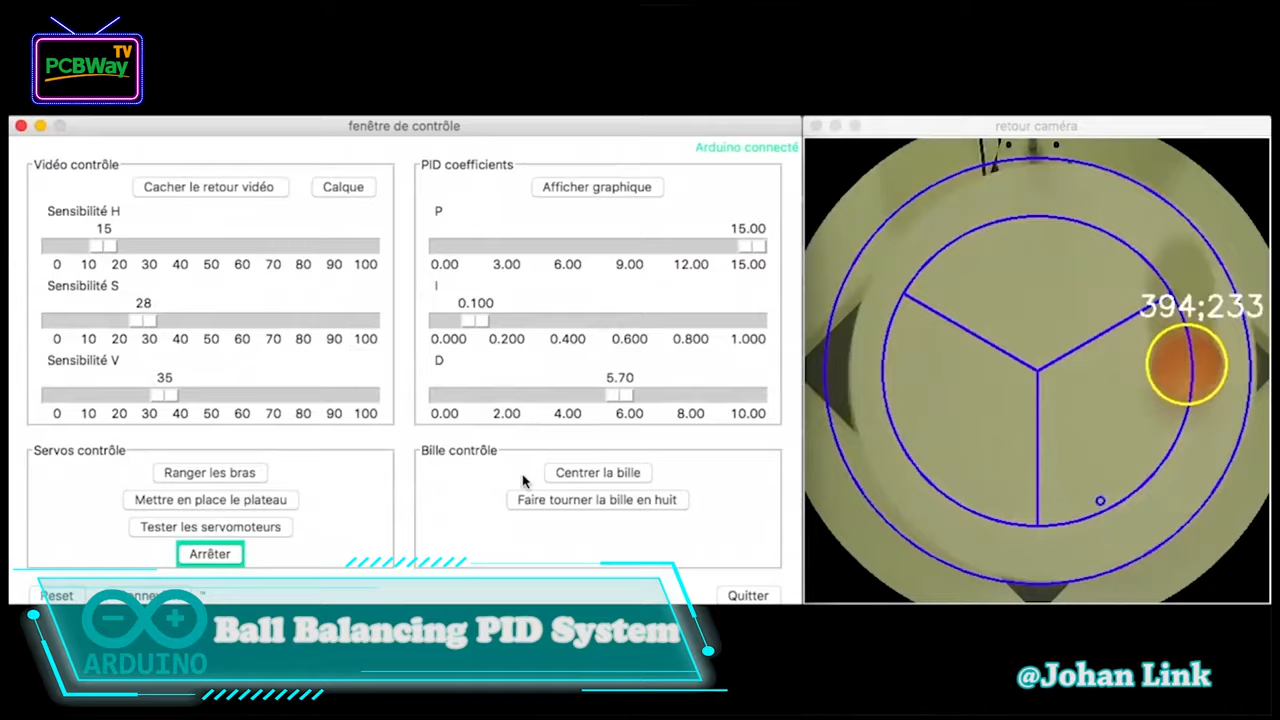 TV
PCBWay
fenêtre de contrôle
retour caméra
Arduino connecté
Vidéo contrôle
Cacher le retour vidéo
Calque
Sensibilité H
15
0 10 20 30 40 50 60 70 80 90 100
Sensibilité S
28
0 10 20 30 40 50 60 70 80 90 100
Sensibilité V
35
0 10 20 30 40 50 60 70 80 90 100
PID coefficients
Afficher graphique
P
15.00
0.00 3.00 6.00 9.00 12.00 15.00
I
0.100
0.000 0.200 0.400 0.600 0.800 1.000
D
5.70
0.00 2.00 4.00 6.00 8.00 10.00
394;233
Servos contrôle
Ranger les bras
Mettre en place le plateau
Tester les servomoteurs
Arrêter
Bille contrôle
Centrer la bille
Faire tourner la bille en huit
Reset
Quitter
ARDUINO
Ball Balancing PID System
@Johan Link